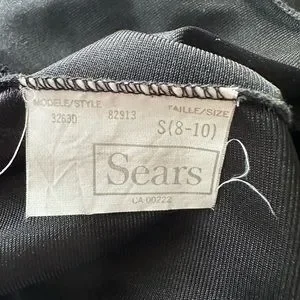 MODELE/STYLE TAILLE/SIZE
32630 82913 S(8-10)
Sears
CA-00222